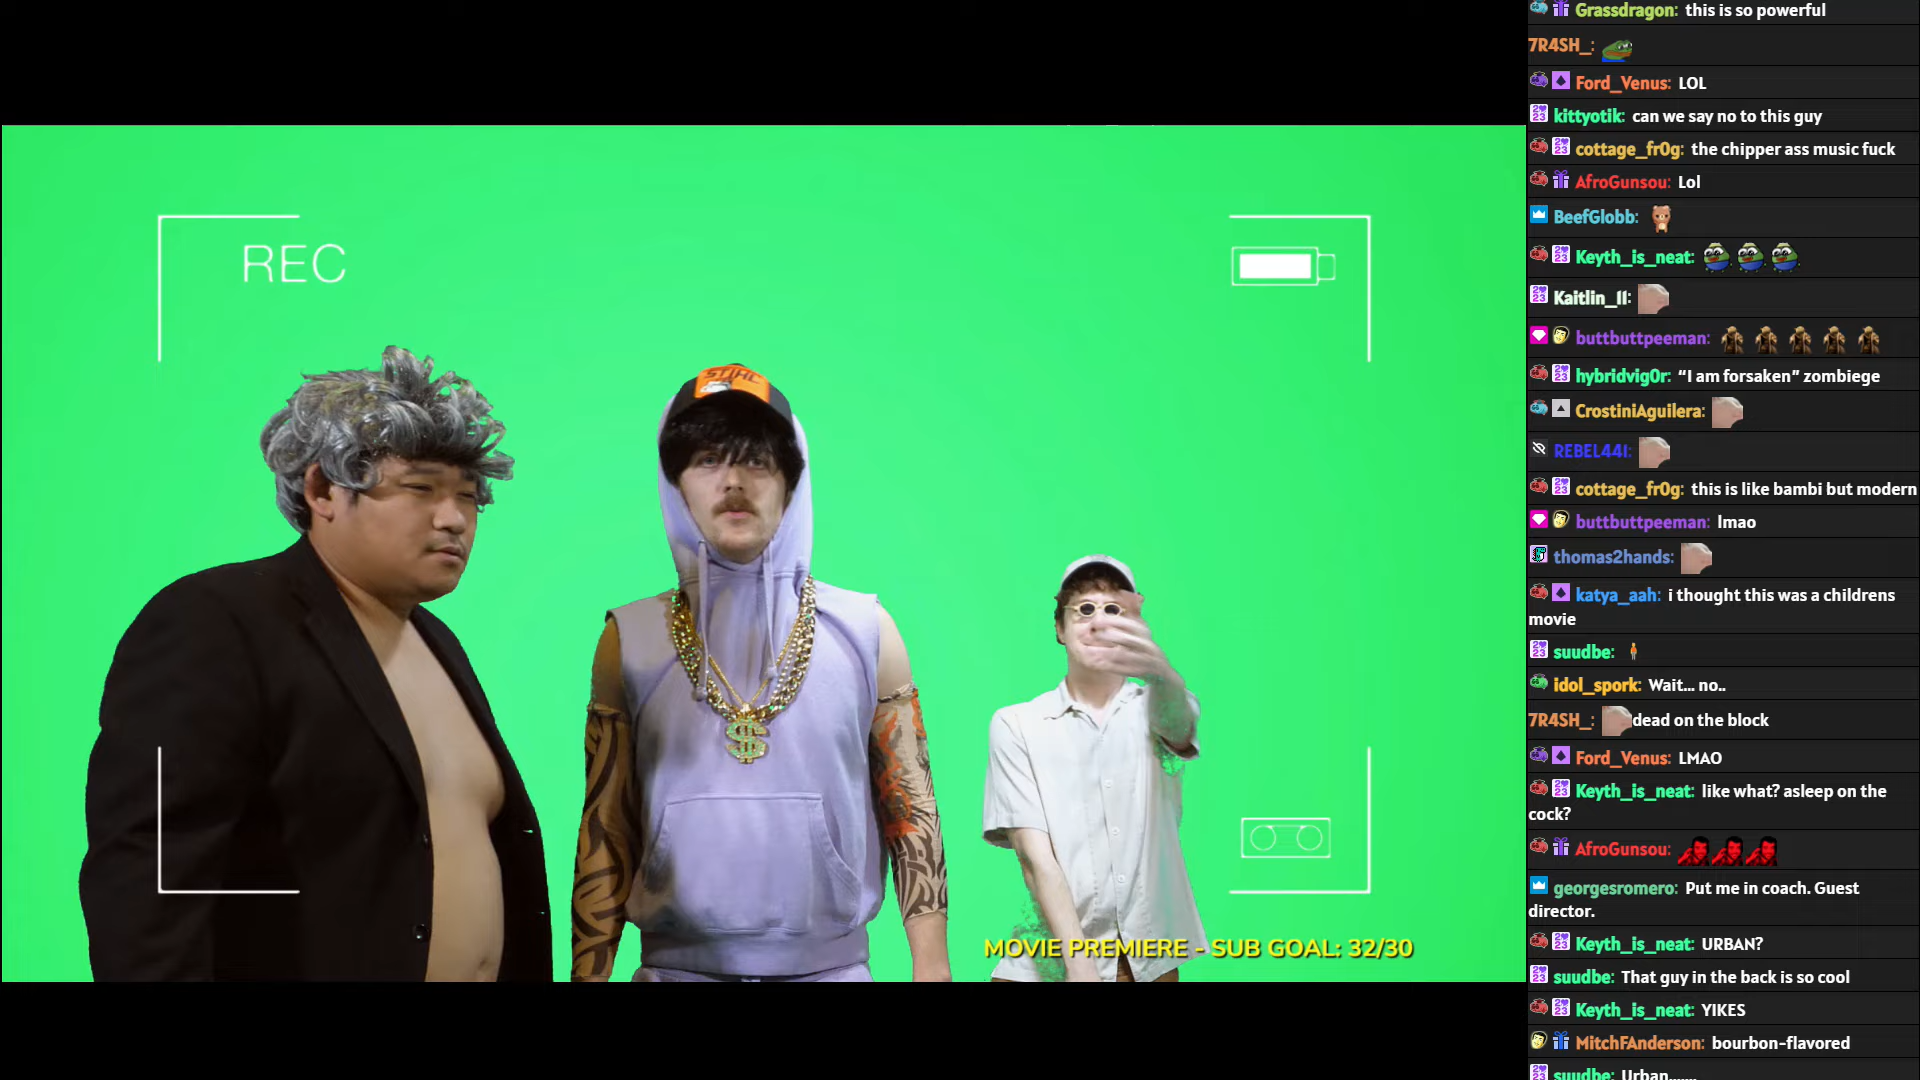 REC
STIHL
$
MOVIE PREMIERE - SUB GOAL: 32/30
Grassdragon: this is so powerful
7R4SH_:
Ford_Venus: LOL
kittyotik: can we say no to this guy
cottage_fr0g: the chipper ass music fuck
AfroGunsou: Lol
BeefGlobb:
Keyth_is_neat:
Kaitlin_11:
buttbuttpeeman:
hybridvig0r: “I am forsaken” zombiege
CrostiniAguilera:
REBEL44I:
cottage_fr0g: this is like bambi but modern
buttbuttpeeman: lmao
thomas2hands:
katya_aah: i thought this was a childrens
movie
suudbe:
idol_spork: Wait... no..
7R4SH_: dead on the block
Ford_Venus: LMAO
Keyth_is_neat: like what? asleep on the
cock?
AfroGunsou:
georgesromero: Put me in coach. Guest
director.
Keyth_is_neat: URBAN?
suudbe: That guy in the back is so cool
Keyth_is_neat: YIKES
MitchFAnderson: bourbon-flavored
suudbe: Urban.......